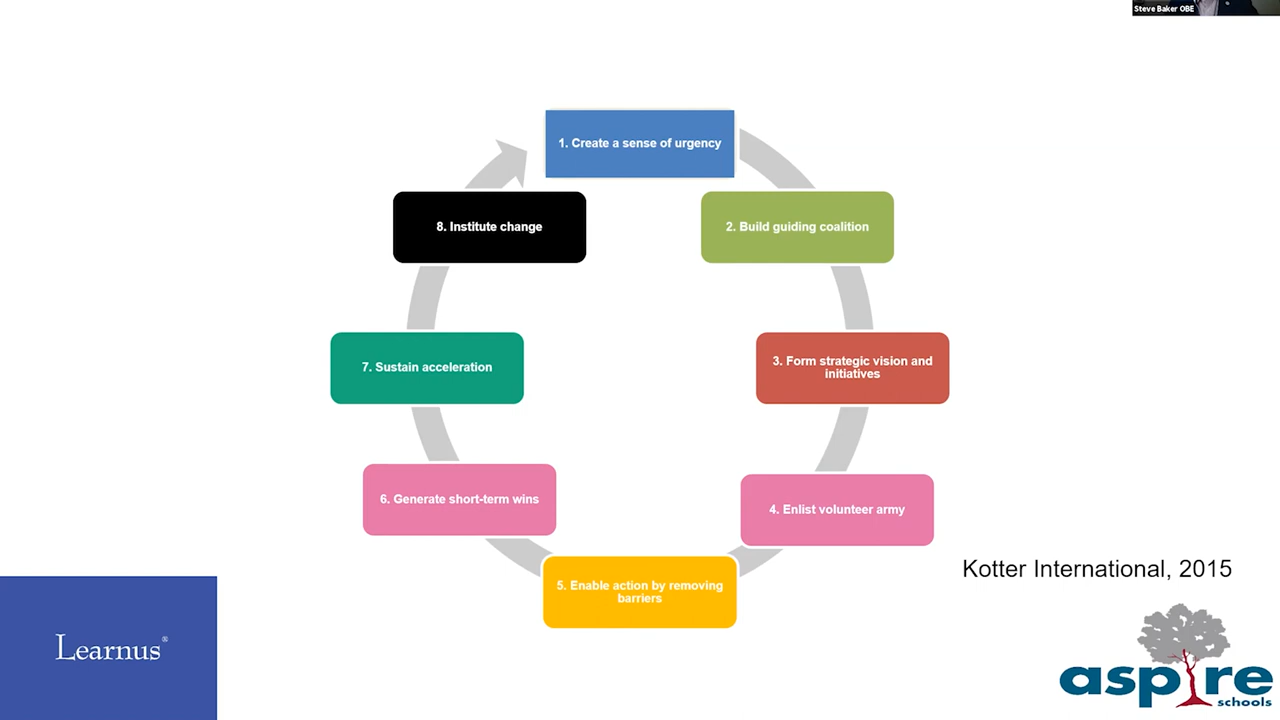 Steve Baker OBE
1. Create a sense of urgency
8. Institute change
2. Build guiding coalition
7. Sustain acceleration
3. Form strategic vision and
initiatives
6. Generate short-term wins
4. Enlist volunteer army
5. Enable action by removing
barriers
Kotter International, 2015
Learnus®
aspire
schools